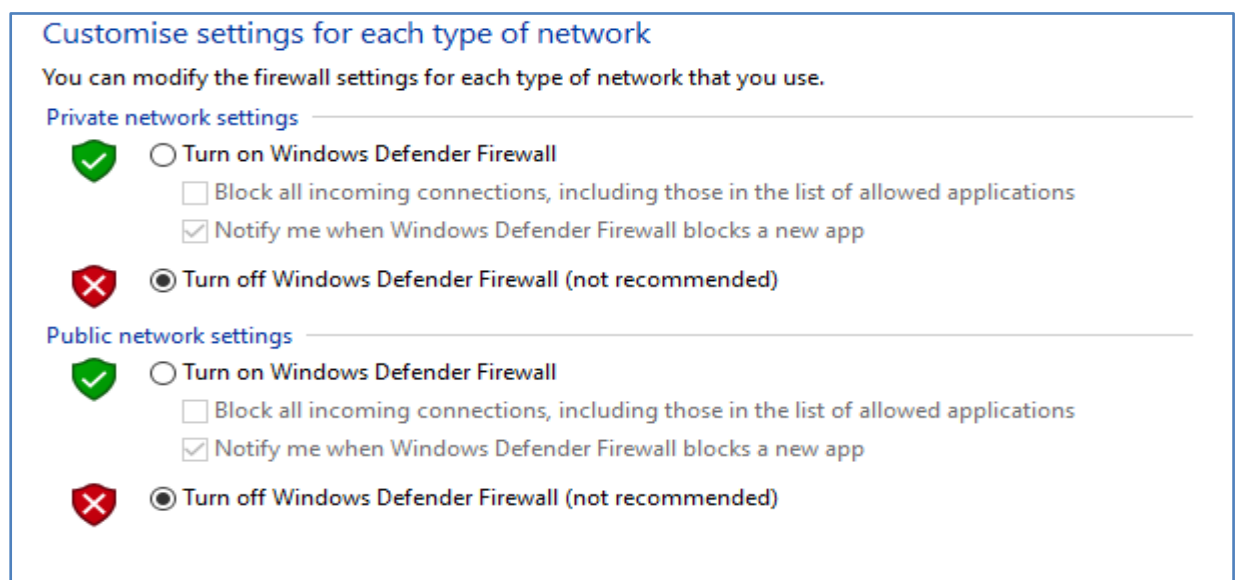 Customise settings for each type of network
You can modify the firewall settings for each type of network that you use.
Private network settings
Turn on Windows Defender Firewall
Block all incoming connections, including those in the list of allowed applications
Notify me when Windows Defender Firewall blocks a new app
Turn off Windows Defender Firewall (not recommended)
Public network settings
Turn on Windows Defender Firewall
Block all incoming connections, including those in the list of allowed applications
Notify me when Windows Defender Firewall blocks a new app
Turn off Windows Defender Firewall (not recommended)